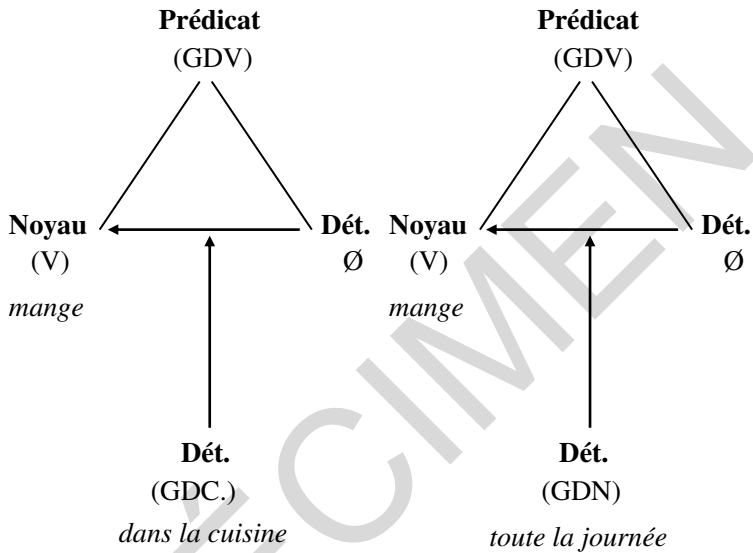 Prédicat
(GDV)
Noyau
(V)
mange
Dét.
Ø
Dét.
(GDC.)
dans la cuisine
Prédicat
(GDV)
Noyau
(V)
mange
Dét.
Ø
Dét.
(GDN)
toute la journée
ÉCIMEN